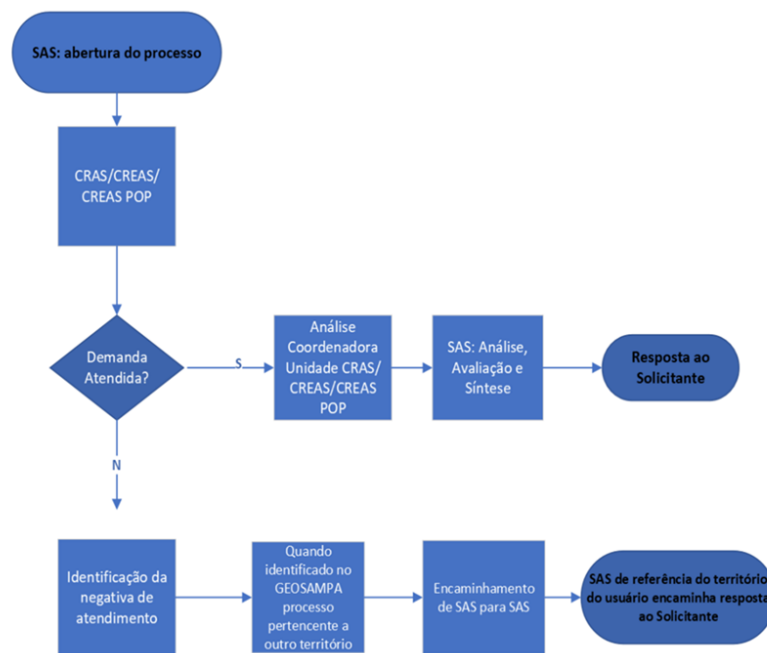 SAS: abertura do processo
CRAS/CREAS/
CREAS POP
Demanda
Atendida?
S
Análise
Coordenadora
Unidade CRAS/
CREAS/CREAS
POP
SAS: Análise,
Avaliação e
Síntese
Resposta ao
Solicitante
N
Identificação da
negativa de
atendimento
Quando
identificado no
GEOSAMPA
processo
pertencente a
outro território
Encaminhamento
de SAS para SAS
SAS de referência do território
do usuário encaminha resposta
ao Solicitante